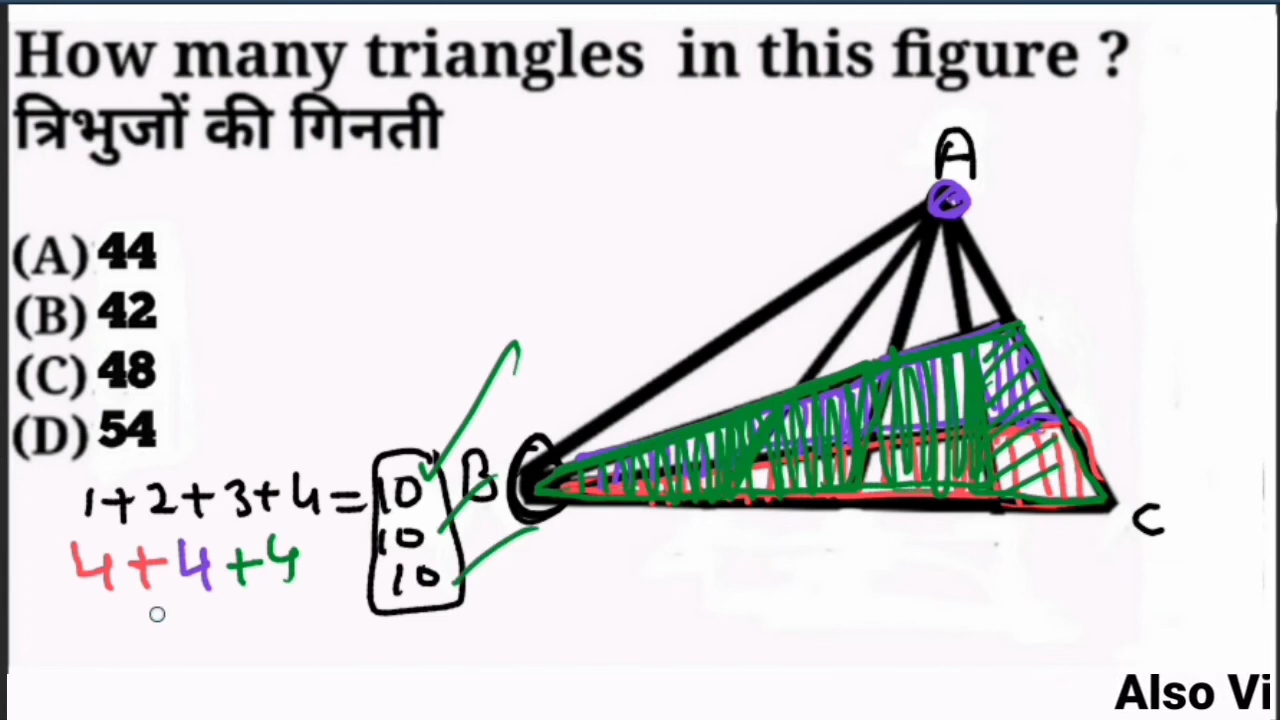 How many triangles in this figure ?
त्रिभुजों की गिनती
A
(A) 44
(B) 42
(C) 48
(D) 54
1+2+3+4=10
B
10
4+4+4
10
C
Also Vi